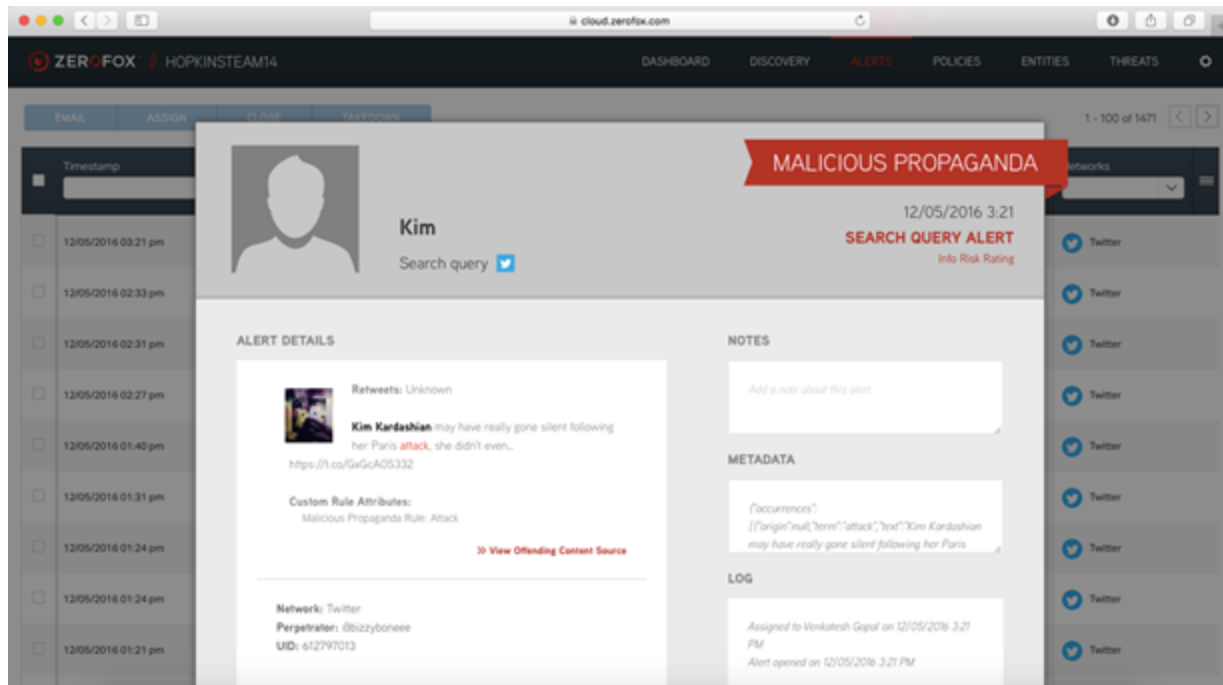 cloud.zerofox.com
ZEROFOX // HOPKINSTEAM14
DASHBOARD DISCOVERY ALERTS POLICIES ENTITIES THREATS
EMAIL ASSIGN CLOSE TAKEDOWN
1 - 100 of 1471
Timestamp
etworks
MALICIOUS PROPAGANDA
12/05/2016 3:21
SEARCH QUERY ALERT
Info Risk Rating
Kim
Search query
12/05/2016 03:21 pm
Twitter
12/05/2016 02:33 pm
Twitter
12/05/2016 02:31 pm
Twitter
12/05/2016 02:27 pm
Twitter
12/05/2016 01:40 pm
Twitter
12/05/2016 01:31 pm
Twitter
12/05/2016 01:24 pm
Twitter
12/05/2016 01:24 pm
Twitter
12/05/2016 01:21 pm
Twitter
ALERT DETAILS
Retweets: Unknown
Kim Kardashian may have really gone silent following
her Paris attack, she didn't even...
https://t.co/GxGcA0S332
Custom Rule Attributes:
Malicious Propaganda Rule: Attack
>> View Offending Content Source
Network: Twitter
Perpetrator: @bizzyboneee
UID: 612797013
NOTES
Add a note about this alert
METADATA
{"occurrences":
[{"origin":null,"term":"attack","text":"Kim Kardashian
may have really gone silent following her Paris
LOG
Assigned to Venkatesh Gopal on 12/05/2016 3:21
PM
Alert opened on 12/05/2016 3:21 PM